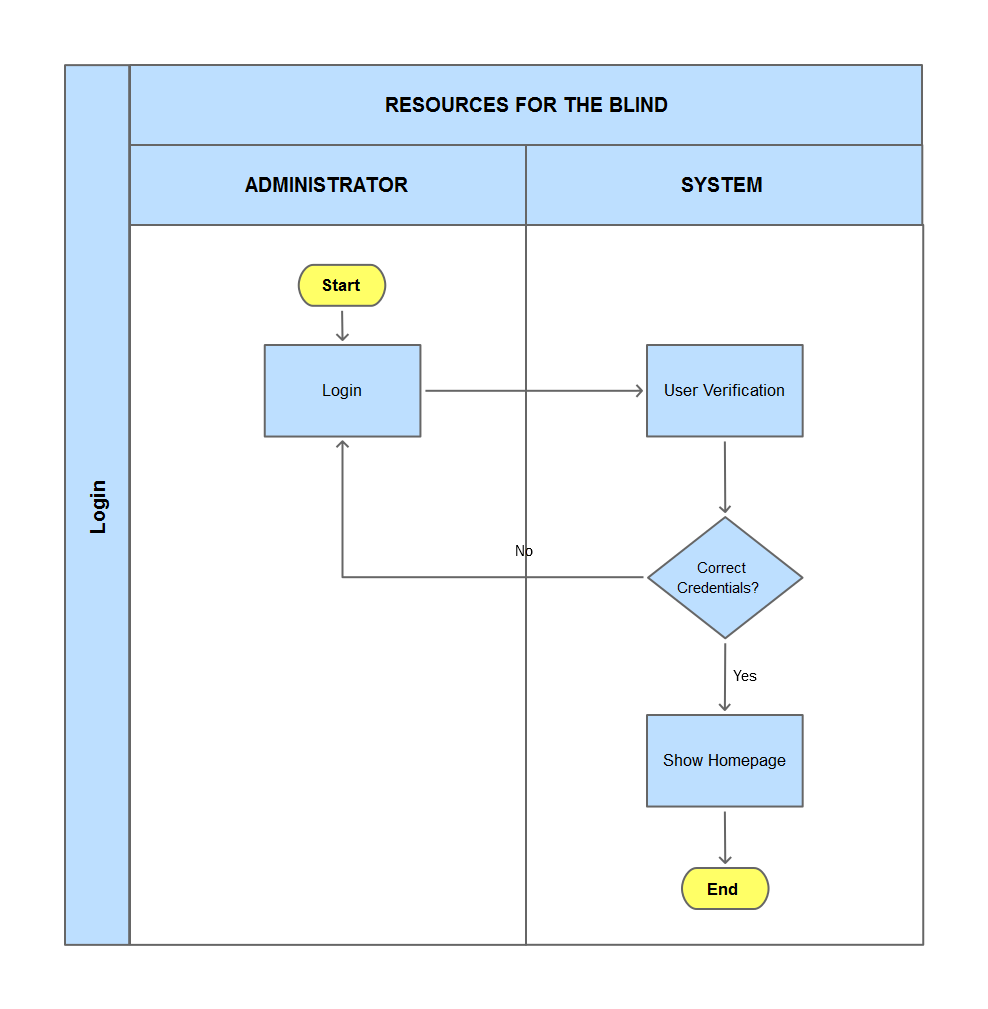 RESOURCES FOR THE BLIND
ADMINISTRATOR
SYSTEM
Login
Start
Login
User Verification
No
Correct
Credentials?
Yes
Show Homepage
End